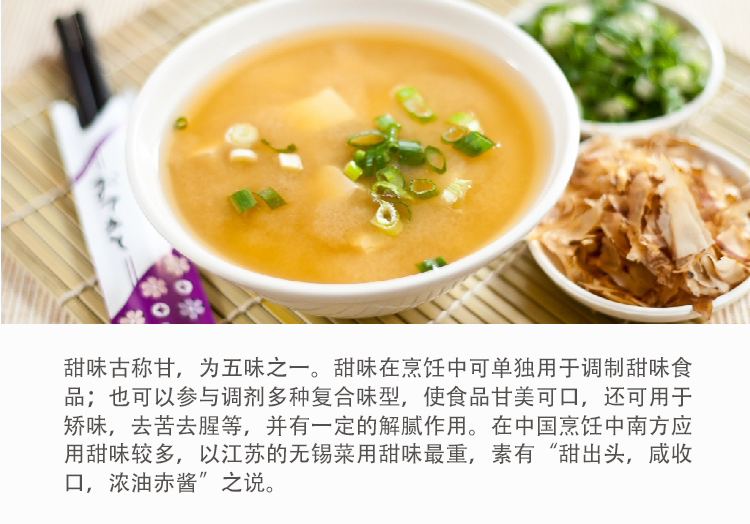 甜味古称甘，为五味之一。甜味在烹饪中可单独用于调制甜味食
品；也可以参与调剂多种复合味型，使食品甘美可口，还可用于
矫味，去苦去腥等，并有一定的解腻作用。在中国烹饪中南方应
用甜味较多，以江苏的无锡菜用甜味最重，素有“甜出头，咸收
口，浓油赤酱”之说。